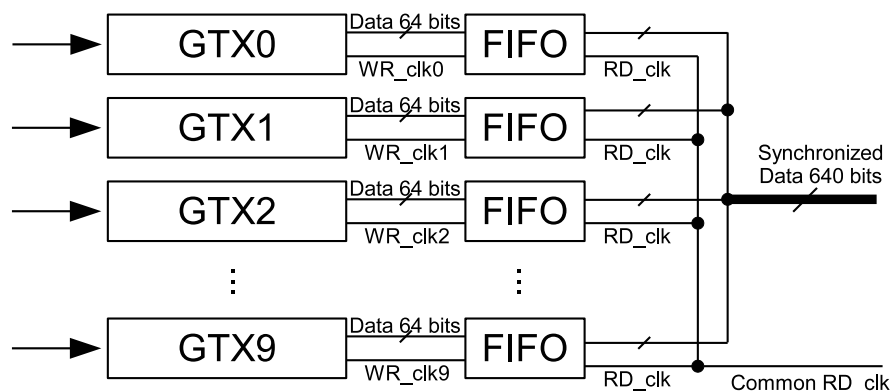 Data 64 bits
GTX0
FIFO
WR_clk0
RD_clk
Data 64 bits
GTX1
FIFO
WR_clk1
RD_clk
Synchronized
Data 640 bits
Data 64 bits
GTX2
FIFO
WR_clk2
RD_clk
Data 64 bits
GTX9
FIFO
WR_clk9
RD_clk
Common RD_clk